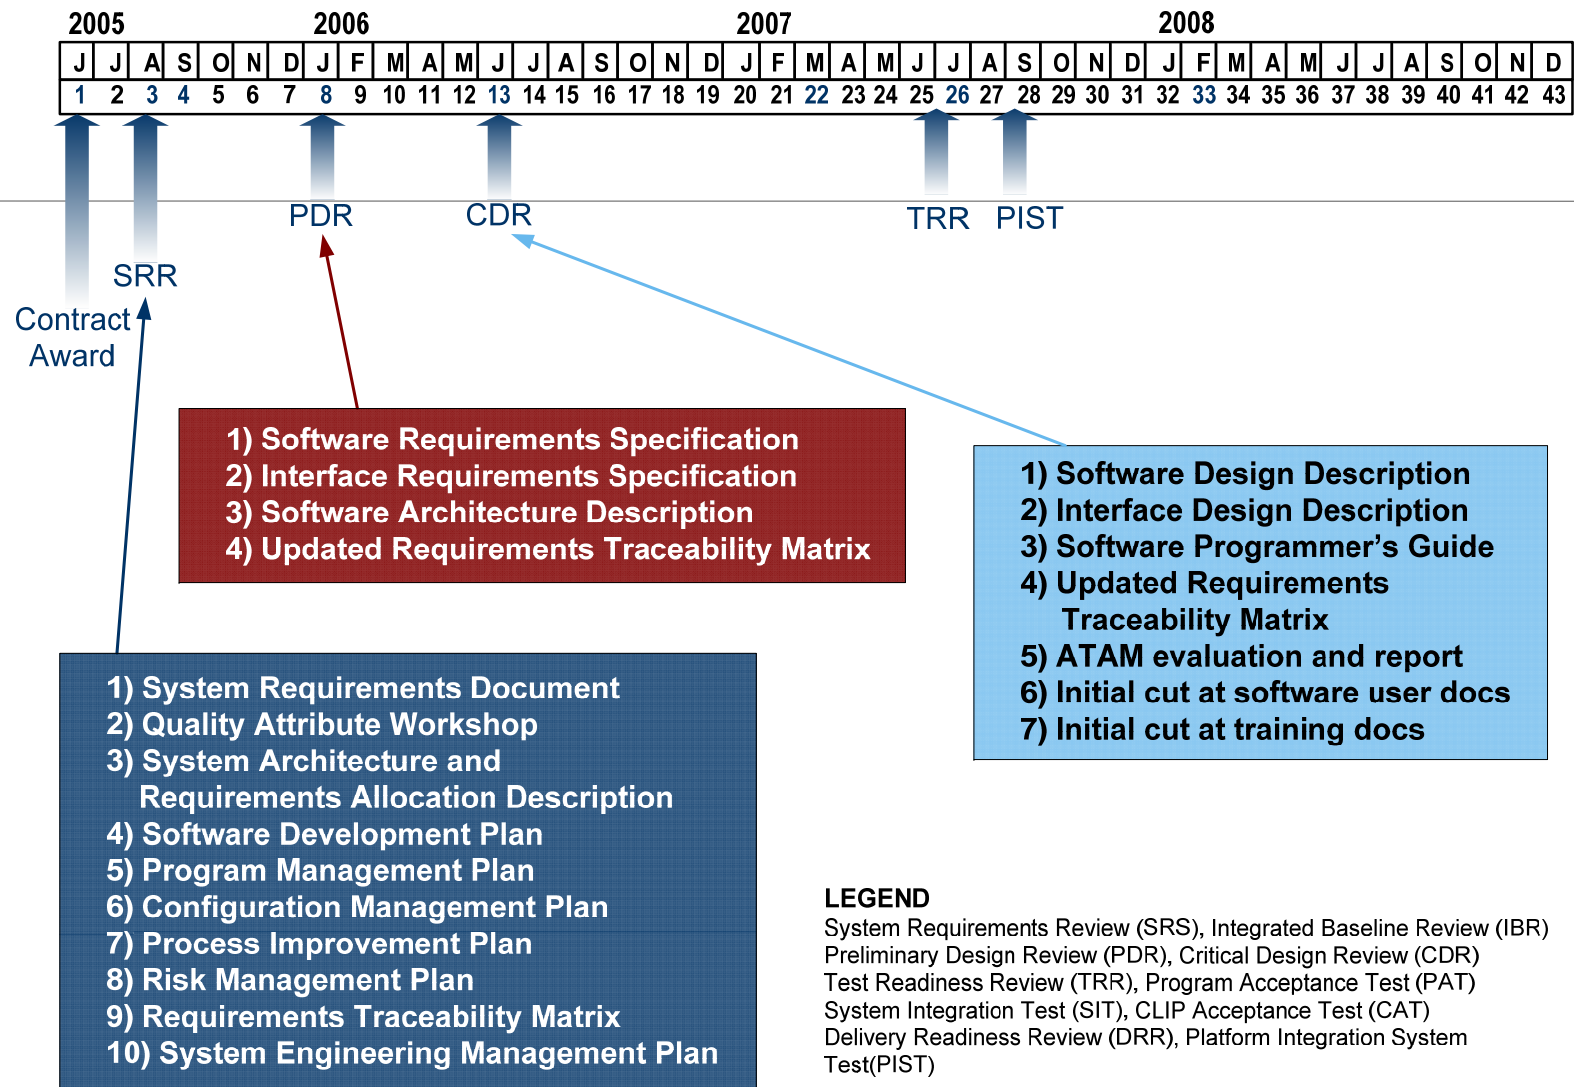 2005 2006 2007 2008
J J A S O N D J F M A M J J A S O N D J F M A M J J A S O N D J F M A M J J A S O N D
1 2 3 4 5 6 7 8 9 10 11 12 13 14 15 16 17 18 19 20 21 22 23 24 25 26 27 28 29 30 31 32 33 34 35 36 37 38 39 40 41 42 43
PDR CDR TRR PIST
SRR
Contract
Award
1) Software Requirements Specification
2) Interface Requirements Specification
3) Software Architecture Description
4) Updated Requirements Traceability Matrix
1) Software Design Description
2) Interface Design Description
3) Software Programmer’s Guide
4) Updated Requirements
Traceability Matrix
5) ATAM evaluation and report
6) Initial cut at software user docs
7) Initial cut at training docs
1) System Requirements Document
2) Quality Attribute Workshop
3) System Architecture and
Requirements Allocation Description
4) Software Development Plan
5) Program Management Plan
6) Configuration Management Plan
7) Process Improvement Plan
8) Risk Management Plan
9) Requirements Traceability Matrix
10) System Engineering Management Plan
LEGEND
System Requirements Review (SRS), Integrated Baseline Review (IBR)
Preliminary Design Review (PDR), Critical Design Review (CDR)
Test Readiness Review (TRR), Program Acceptance Test (PAT)
System Integration Test (SIT), CLIP Acceptance Test (CAT)
Delivery Readiness Review (DRR), Platform Integration System
Test(PIST)